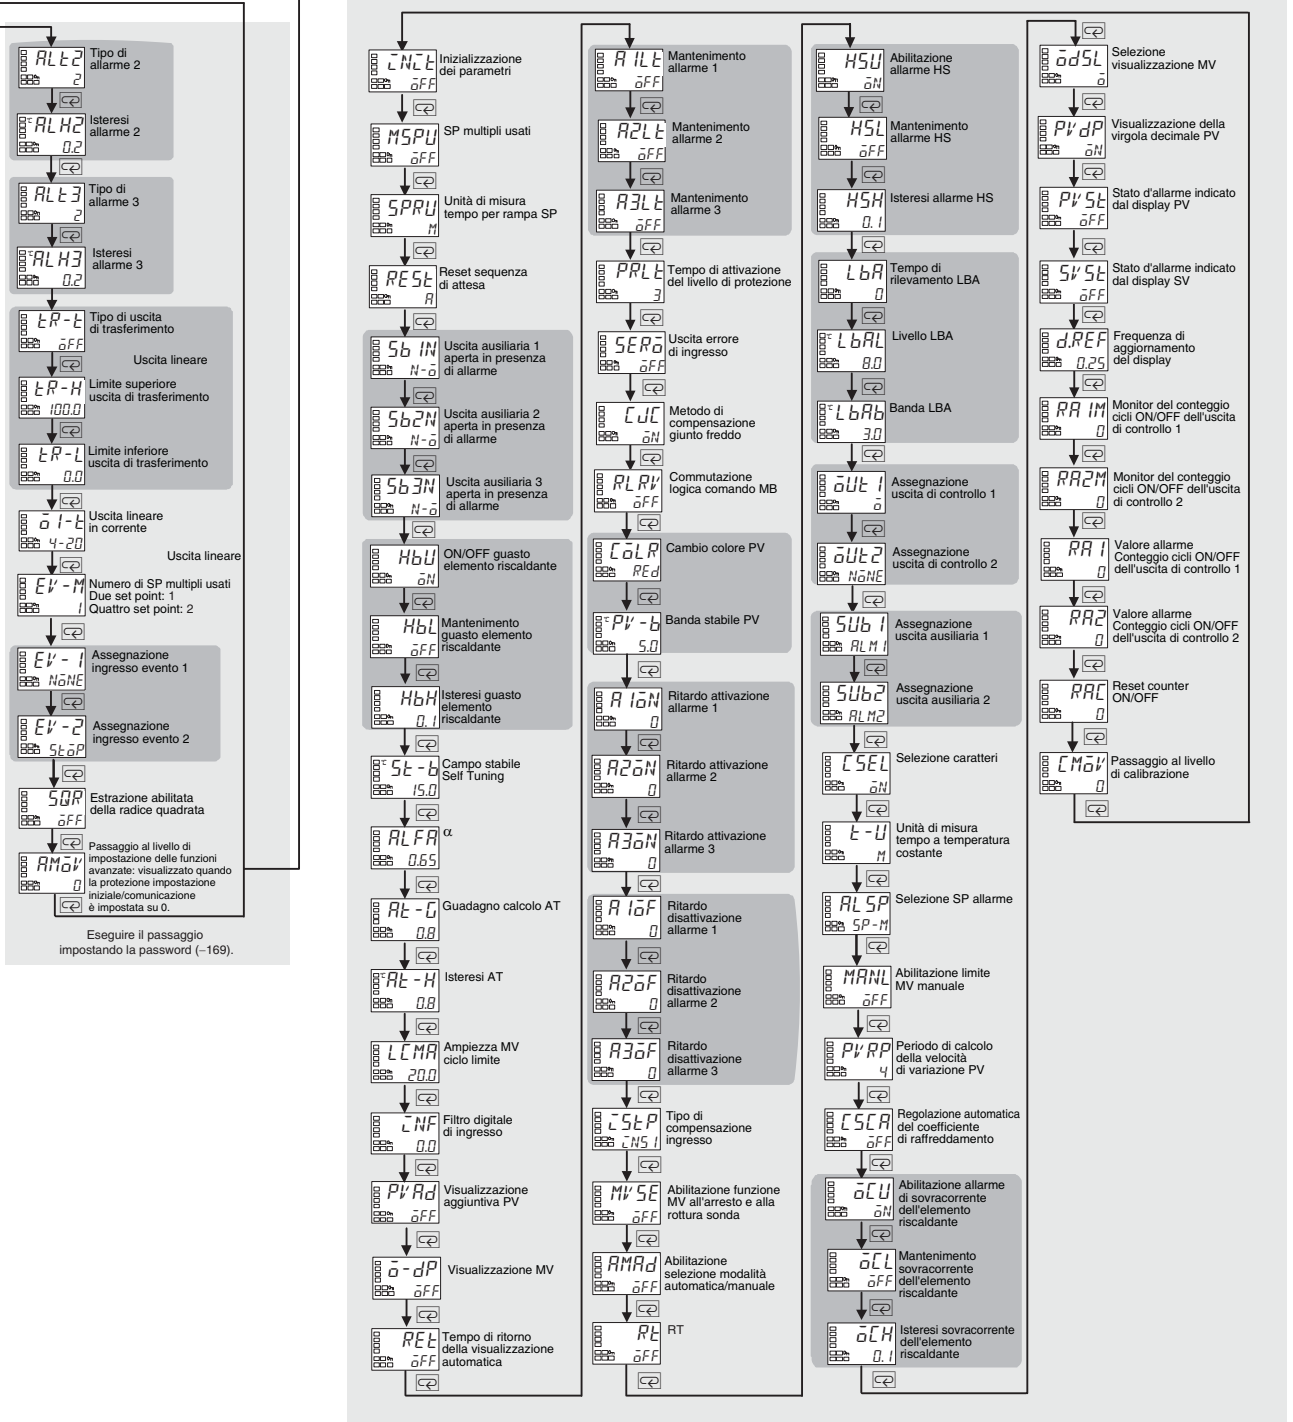 ALt2
2
Tipo di
allarme 2
ALH2
0.2
Isteresi
allarme 2
ALt3
2
Tipo di
allarme 3
ALH3
0.2
Isteresi
allarme 3
tR-t
oFF
Tipo di uscita
di trasferimento
Uscita lineare
tR-H
100.0
Limite superiore
uscita di trasferimento
tR-L
0.0
Limite inferiore
uscita di trasferimento
o1-t
4-20
Uscita lineare
in corrente
Uscita lineare
EV-M
1
Numero di SP multipli usati
Due set point: 1
Quattro set point: 2
EV-1
NoNE
Assegnazione
ingresso evento 1
EV-2
StoP
Assegnazione
ingresso evento 2
SQR
oFF
Estrazione abilitata
della radice quadrata
AMoV
0
Passaggio al livello di
impostazione delle funzioni
avanzate: visualizzato quando
la protezione impostazione
iniziale/comunicazione
è impostata su 0.
Eseguire il passaggio
impostando la password (–169).
INIt
oFF
Inizializzazione
dei parametri
MSPU
oFF
SP multipli usati
SPRU
M
Unità di misura
tempo per rampa SP
RESt
A
Reset sequenza
di attesa
Sb1N
N-o
Uscita ausiliaria 1
aperta in presenza
di allarme
Sb2N
N-o
Uscita ausiliaria 2
aperta in presenza
di allarme
Sb3N
N-o
Uscita ausiliaria 3
aperta in presenza
di allarme
HbU
oN
ON/OFF guasto
elemento riscaldante
HbL
oFF
Mantenimento
guasto elemento
riscaldante
HbH
0.1
Isteresi guasto
elemento
riscaldante
St-b
15.0
Campo stabile
Self Tuning
ALFA
0.65
α
At-G
0.8
Guadagno calcolo AT
At-H
0.8
Isteresi AT
LCMA
20.0
Ampiezza MV
ciclo limite
INF
0.0
Filtro digitale
di ingresso
PVAd
oFF
Visualizzazione
aggiuntiva PV
o-dP
oFF
Visualizzazione MV
REt
oFF
Tempo di ritorno
della visualizzazione
automatica
A1Lt
oFF
Mantenimento
allarme 1
A2Lt
oFF
Mantenimento
allarme 2
A3Lt
oFF
Mantenimento
allarme 3
PRLt
3
Tempo di attivazione
del livello di protezione
SERo
oFF
Uscita errore
di ingresso
CJC
oN
Metodo di
compensazione
giunto freddo
RLRV
oFF
Commutazione
logica comando MB
CoLR
REd
Cambio colore PV
PV-b
5.0
Banda stabile PV
A1oN
0
Ritardo attivazione
allarme 1
A2oN
0
Ritardo attivazione
allarme 2
A3oN
0
Ritardo attivazione
allarme 3
A1oF
0
Ritardo
disattivazione
allarme 1
A2oF
0
Ritardo
disattivazione
allarme 2
A3oF
0
Ritardo
disattivazione
allarme 3
IStP
INS1
Tipo di
compensazione
ingresso
MVSE
oFF
Abilitazione funzione
MV all'arresto e alla
rottura sonda
AMAd
oFF
Abilitazione
selezione modalità
automatica/manuale
Rt
oFF
RT
HSU
oN
Abilitazione
allarme HS
HSL
oFF
Mantenimento
allarme HS
HSH
0.1
Isteresi allarme HS
LbA
0
Tempo di
rilevamento LBA
LbAL
8.0
Livello LBA
LbAb
3.0
Banda LBA
oUt1
o
Assegnazione
uscita di controllo 1
oUt2
NoNE
Assegnazione
uscita di controllo 2
SUb1
ALM1
Assegnazione
uscita ausiliaria 1
SUb2
ALM2
Assegnazione
uscita ausiliaria 2
CSEL
oN
Selezione caratteri
t-U
M
Unità di misura
tempo a temperatura
costante
ALSP
SP-M
Selezione SP allarme
MANL
oFF
Abilitazione limite
MV manuale
PVRP
4
Periodo di calcolo
della velocità
di variazione PV
CSCA
oFF
Regolazione automatica
del coefficiente
di raffreddamento
oCU
oN
Abilitazione allarme
di sovracorrente
dell'elemento
riscaldante
oCL
oFF
Mantenimento
sovracorrente
dell'elemento
riscaldante
oCH
0.1
Isteresi sovracorrente
dell'elemento
riscaldante
odSL
o
Selezione
visualizzazione MV
PVdP
oN
Visualizzazione della
virgola decimale PV
PVSt
oFF
Stato d'allarme indicato
dal display PV
SVSt
oFF
Stato d'allarme indicato
dal display SV
d.REF
0.25
Frequenza di
aggiornamento
del display
RA1M
0
Monitor del conteggio
cicli ON/OFF dell'uscita
di controllo 1
RA2M
0
Monitor del conteggio
cicli ON/OFF dell'uscita
di controllo 2
RA1
0
Valore allarme
Conteggio cicli ON/OFF
dell'uscita di controllo 1
RA2
0
Valore allarme
Conteggio cicli ON/OFF
dell'uscita di controllo 2
RAC
0
Reset counter
ON/OFF
CMoV
0
Passaggio al livello
di calibrazione